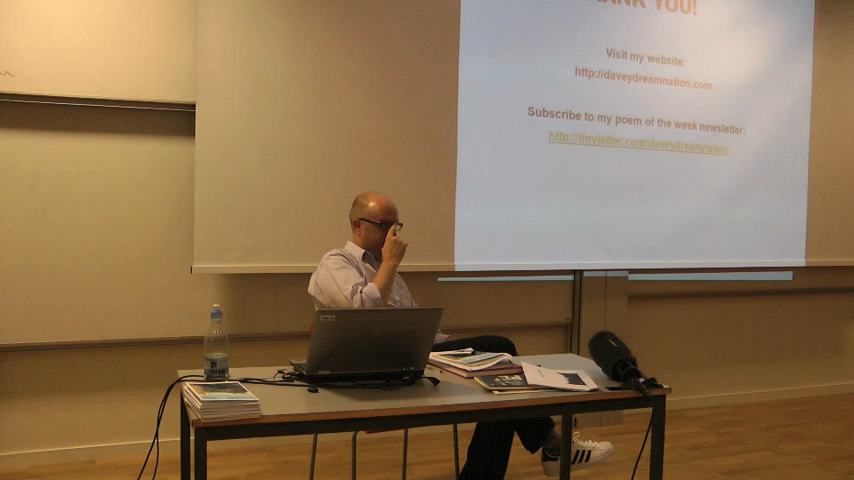 THANK YOU!
Visit my website:
http://daveydreamnation.com
Subscribe to my poem of the week newsletter:
http://tinyletter.com/daveydreamnation